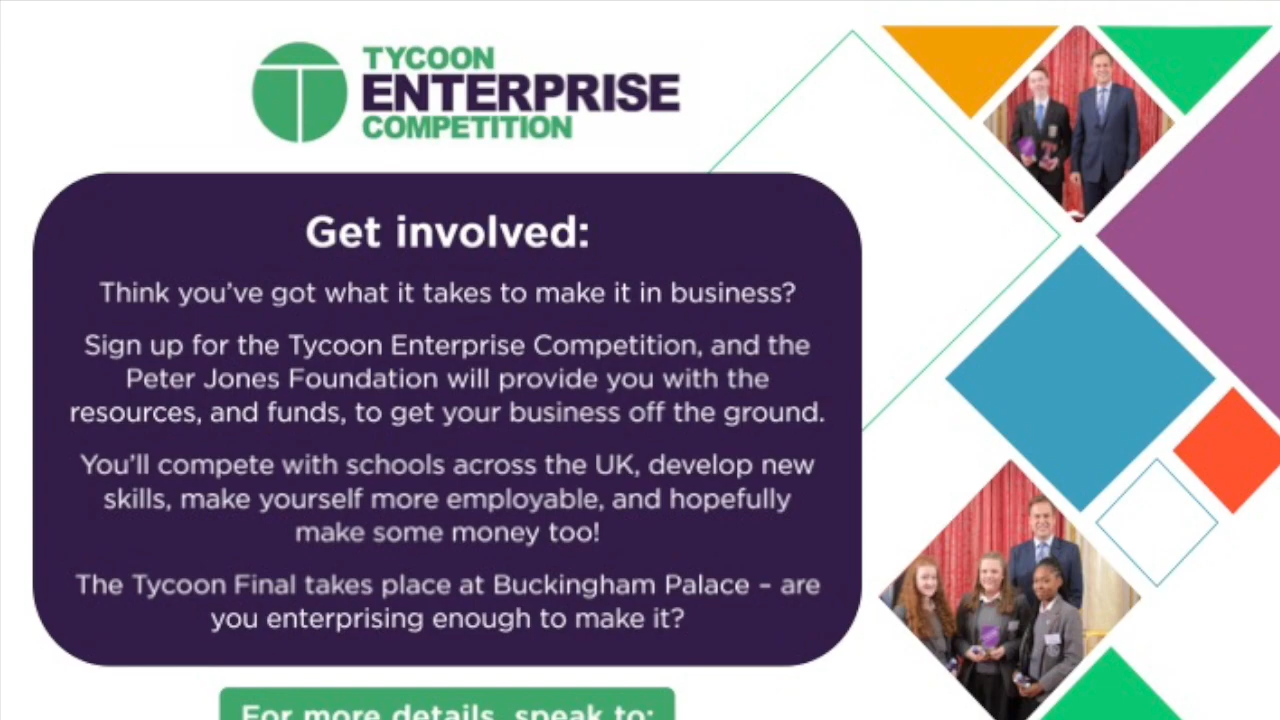 TYCOON
ENTERPRISE
COMPETITION
Get involved:
Think you’ve got what it takes to make it in business?
Sign up for the Tycoon Enterprise Competition, and the
Peter Jones Foundation will provide you with the
resources, and funds, to get your business off the ground.
You’ll compete with schools across the UK, develop new
skills, make yourself more employable, and hopefully
make some money too!
The Tycoon Final takes place at Buckingham Palace – are
you enterprising enough to make it?
For more details, speak to: